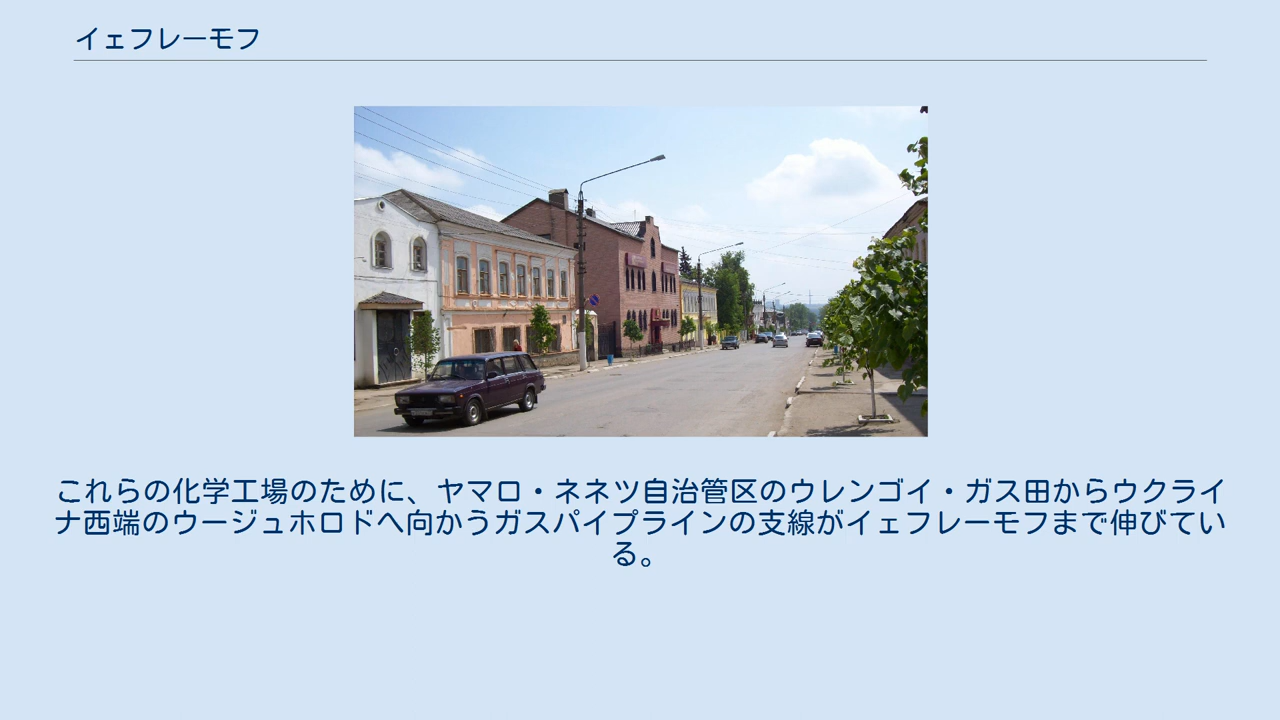 イェフレーモフ
これらの化学工場のために、ヤマロ・ネネツ自治管区のウレンゴイ・ガス田からウクライ
ナ西端のウージュホロドへ向かうガスパイプラインの支線がイェフレーモフまで伸びてい
る。